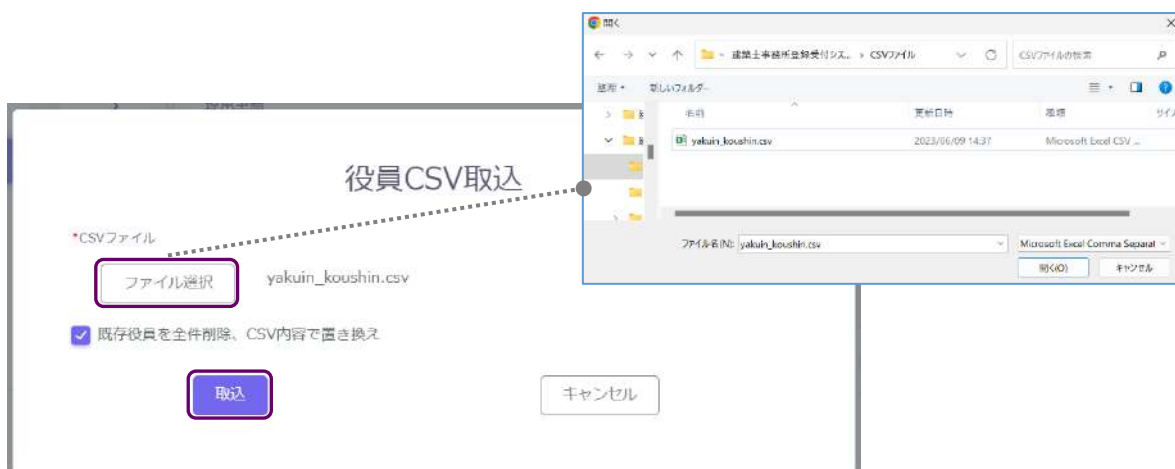 開く
建築士事務所登録受付シス... > CSVファイル
CSVファイルの検索
整理
新しいフォルダー
名前
更新日時
種類
サイズ
yakuin_koushin.csv
2023/06/09 14:37
Microsoft Excel CSV ...
ファイル名(N):
yakuin_koushin.csv
Microsoft Excel Comma Separat
開く(O)
キャンセル
役員CSV取込
*CSVファイル
ファイル選択
yakuin_koushin.csv
既存役員を全件削除、CSV内容で置き換え
取込
キャンセル